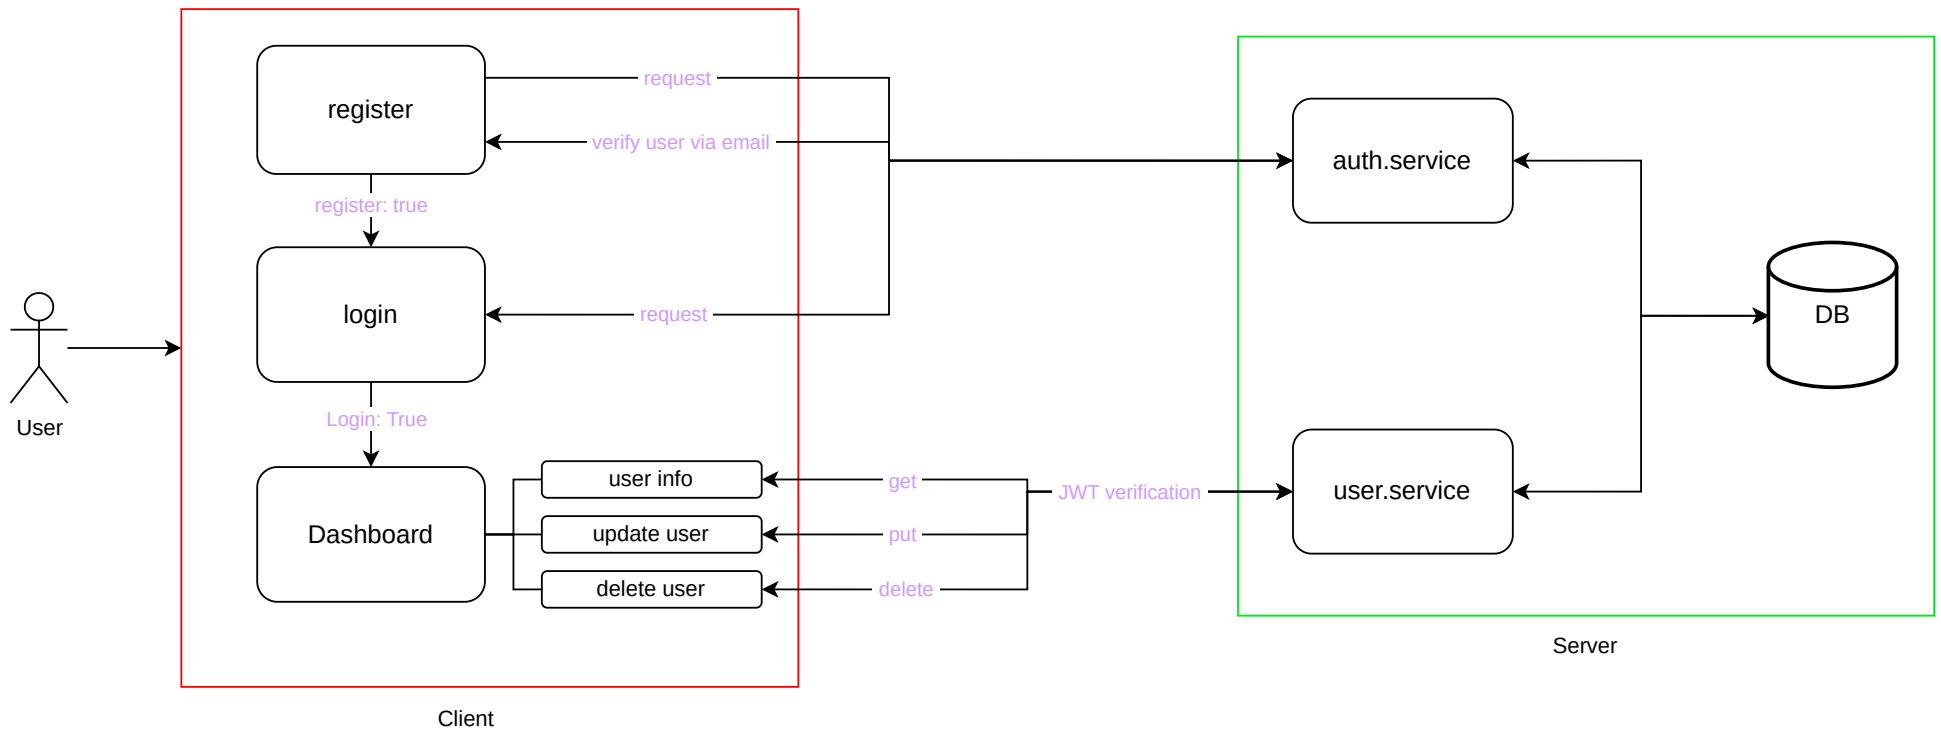 register
request
verify user via email
register: true
login
request
Login: True
Dashboard
user info
update user
delete user
get
put
delete
JWT verification
auth.service
user.service
DB
User
Client
Server